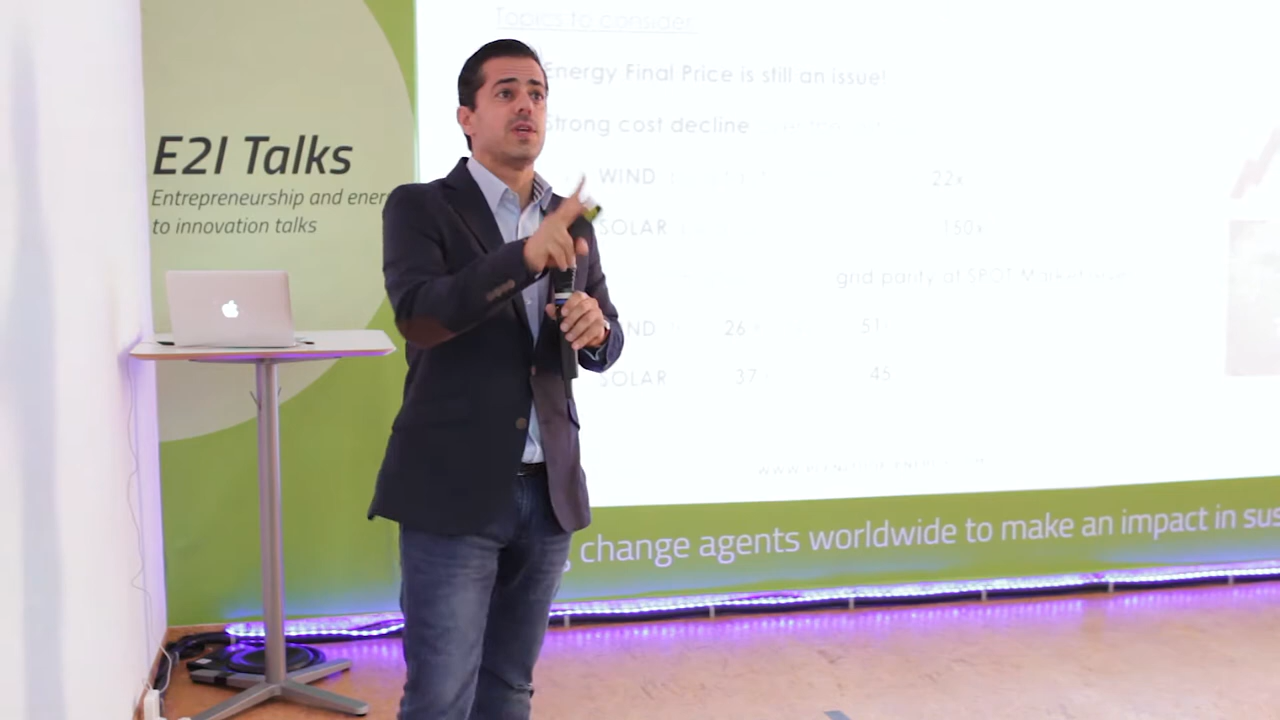 E2I Talks
Entrepreneurship and ener
to innovation talks
Topics to consider
Energy Final Price is still an issue!
Strong cost decline
WIND 22x
SOLAR 150x
grid parity at SPOT Market
WIND 26 51
SOLAR 37 45
change agents worldwide to make an impact in sus